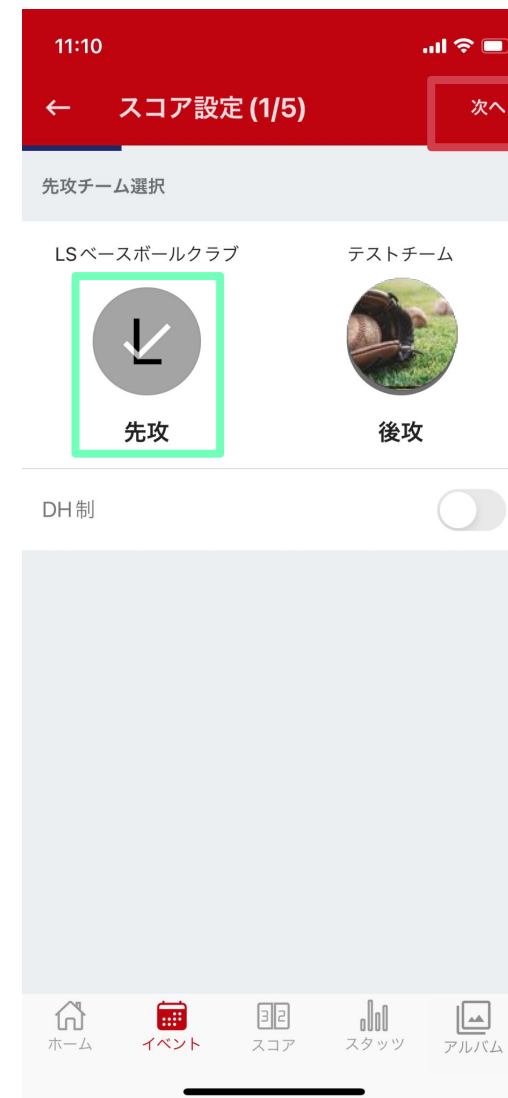 11:10
スコア設定 (1/5)
次へ
先攻チーム選択
LSベースボールクラブ
テストチーム
L
先攻
後攻
DH制
32
ホーム
イベント
スコア
スタッツ
アルバム